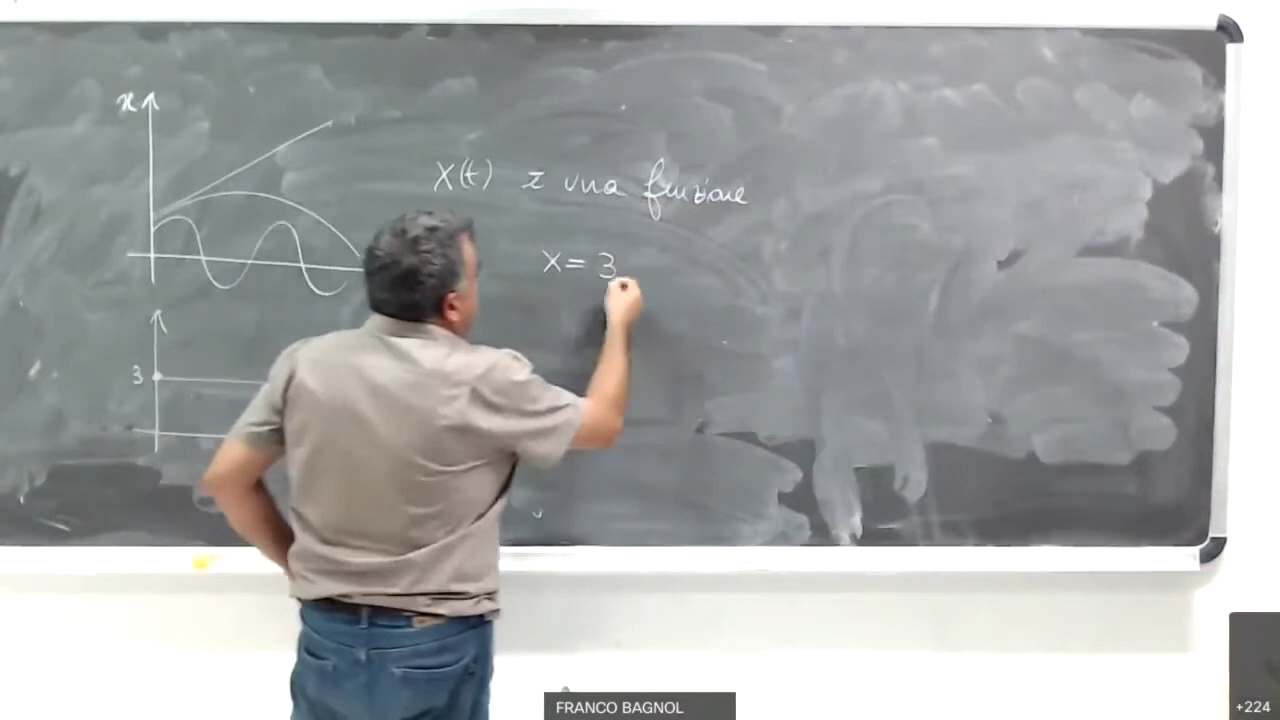 x
X(t) è una funzione
x = 3
3
FRANCO BAGNOL
+224